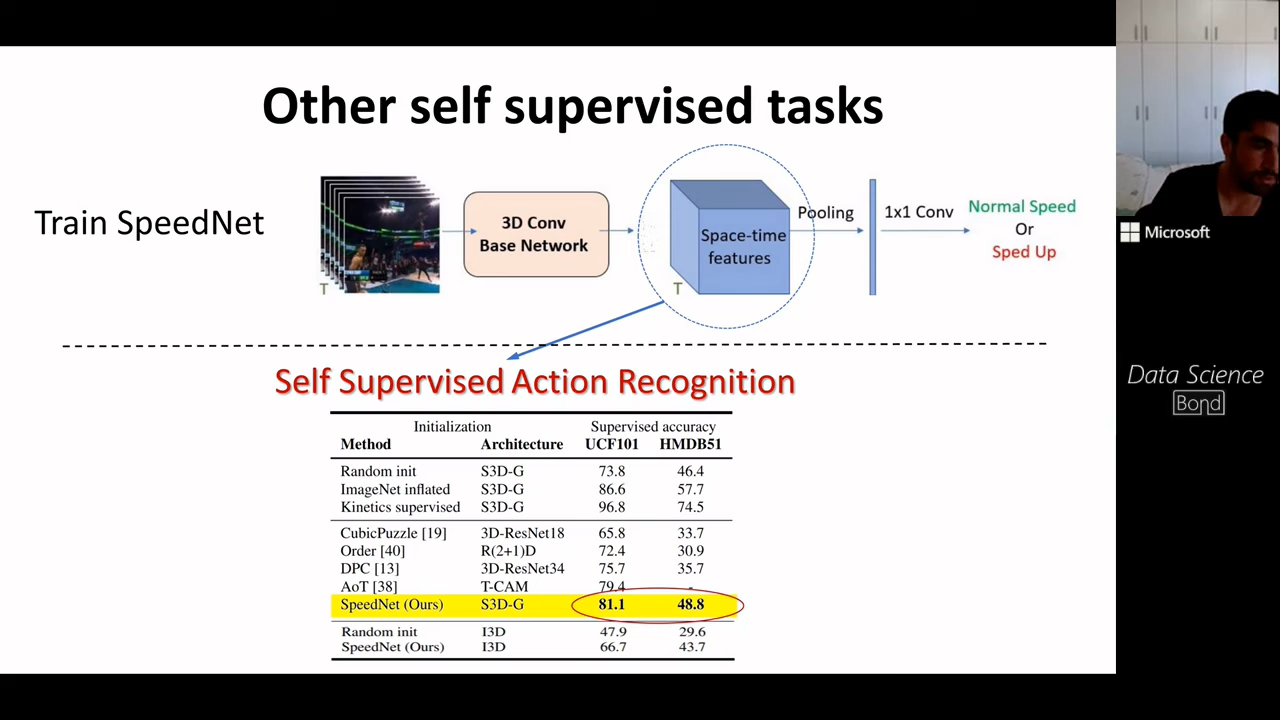 Other self supervised tasks
Train SpeedNet
T
3D Conv
Base Network
Space-time
features
T
Pooling
1x1 Conv
Normal Speed
Or
Sped Up
Self Supervised Action Recognition
Initialization Supervised accuracy
Method Architecture UCF101 HMDB51
Random init S3D-G 73.8 46.4
ImageNet inflated S3D-G 86.6 57.7
Kinetics supervised S3D-G 96.8 74.5
CubicPuzzle [19] 3D-ResNet18 65.8 33.7
Order [40] R(2+1)D 72.4 30.9
DPC [13] 3D-ResNet34 75.7 35.7
AoT [38] T-CAM 79.4 -
SpeedNet (Ours) S3D-G 81.1 48.8
Random init I3D 47.9 29.6
SpeedNet (Ours) I3D 66.7 43.7
Microsoft
Data Science
Bond